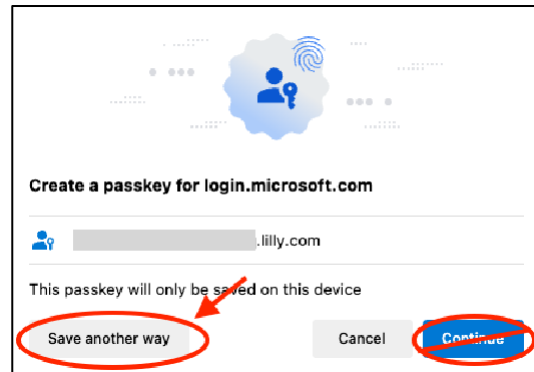 Create a passkey for login.microsoft.com
.lilly.com
This passkey will only be saved on this device
Save another way Cancel Continue